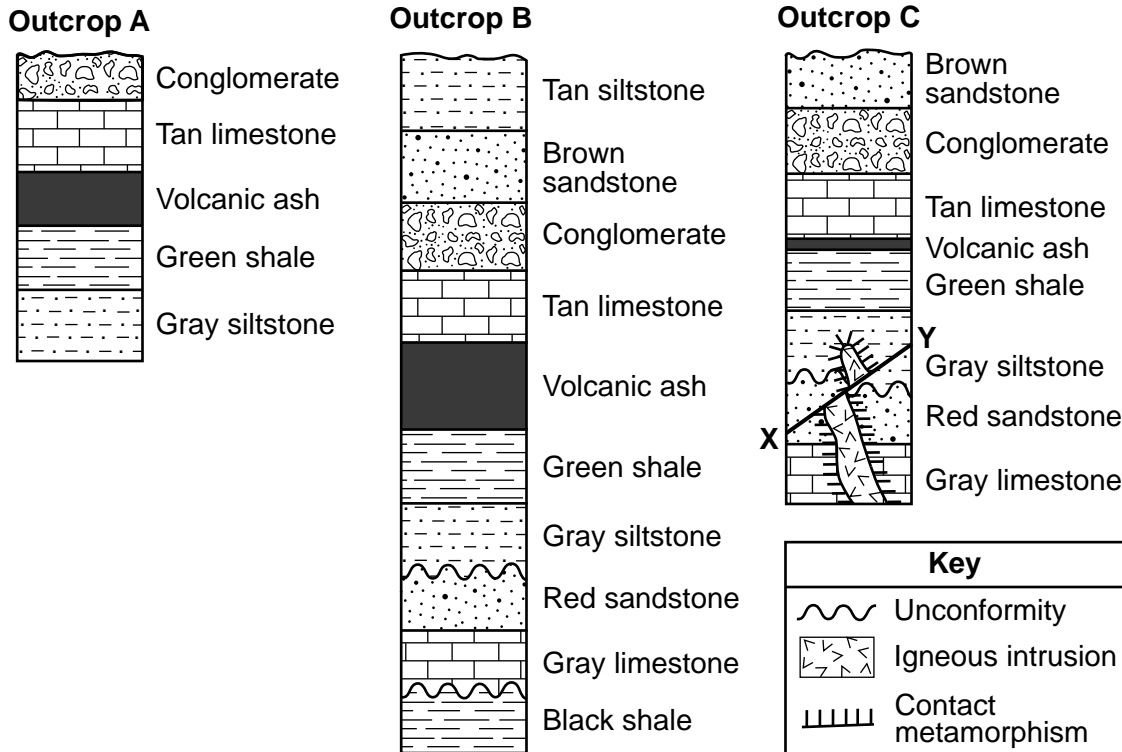 Outcrop A
Conglomerate
Tan limestone
Volcanic ash
Green shale
Gray siltstone
Outcrop B
Tan siltstone
Brown
sandstone
Conglomerate
Tan limestone
Volcanic ash
Green shale
Gray siltstone
Red sandstone
Gray limestone
Black shale
Outcrop C
Brown
sandstone
Conglomerate
Tan limestone
Volcanic ash
Green shale
Y
Gray siltstone
Red sandstone
X
Gray limestone
Key
Unconformity
Igneous intrusion
Contact
metamorphism